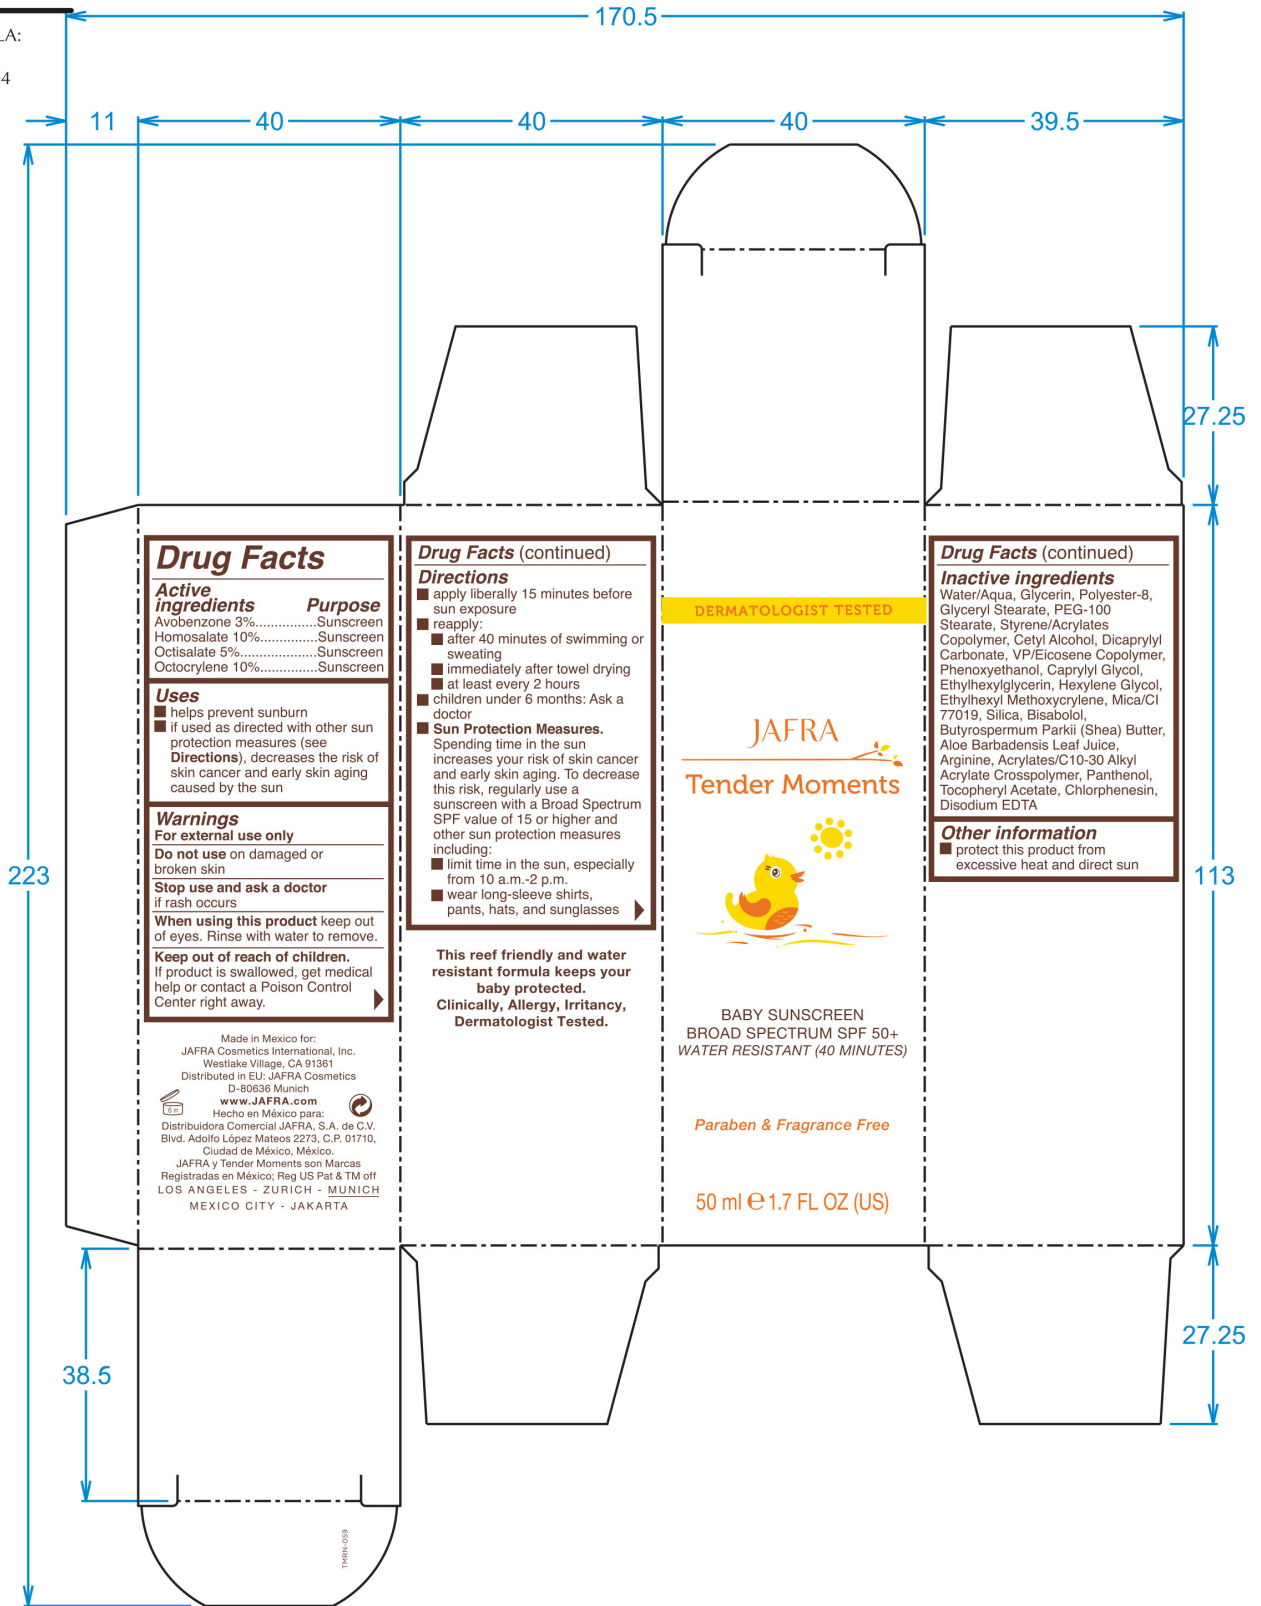 LA:
4
170.5
11
40
40
40
39.5
223
27.25
113
27.25
38.5
Drug Facts
Active
ingredients Purpose
Avobenzone 3%...............Sunscreen
Homosalate 10%.............Sunscreen
Octisalate 5%....................Sunscreen
Octocrylene 10%..............Sunscreen
Uses
■ helps prevent sunburn
■ if used as directed with other sun
protection measures (see
Directions), decreases the risk of
skin cancer and early skin aging
caused by the sun
Warnings
For external use only
Do not use on damaged or
broken skin
Stop use and ask a doctor
if rash occurs
When using this product keep out
of eyes. Rinse with water to remove.
Keep out of reach of children.
If product is swallowed, get medical
help or contact a Poison Control
Center right away.
Made in Mexico for:
JAFRA Cosmetics International, Inc.
Westlake Village, CA 91361
Distributed in EU: JAFRA Cosmetics
D-80636 Munich
www.JAFRA.com
6 m
Hecho en México para:
Distribuidora Comercial JAFRA, S.A. de C.V.
Blvd. Adolfo López Mateos 2273, C.P. 01710,
Ciudad de México, México.
JAFRA y Tender Moments son Marcas
Registradas en México; Reg US Pat & TM off
LOS ANGELES - ZURICH - MUNICH
MEXICO CITY - JAKARTA
TMRN-059
Drug Facts (continued)
Directions
■ apply liberally 15 minutes before
sun exposure
■ reapply:
■ after 40 minutes of swimming or
sweating
■ immediately after towel drying
■ at least every 2 hours
■ children under 6 months: Ask a
doctor
■ Sun Protection Measures.
Spending time in the sun
increases your risk of skin cancer
and early skin aging. To decrease
this risk, regularly use a
sunscreen with a Broad Spectrum
SPF value of 15 or higher and
other sun protection measures
including:
■ limit time in the sun, especially
from 10 a.m.-2 p.m.
■ wear long-sleeve shirts,
pants, hats, and sunglasses
This reef friendly and water
resistant formula keeps your
baby protected.
Clinically, Allergy, Irritancy,
Dermatologist Tested.
DERMATOLOGIST TESTED
JAFRA
Tender Moments
BABY SUNSCREEN
BROAD SPECTRUM SPF 50+
WATER RESISTANT (40 MINUTES)
Paraben & Fragrance Free
50 ml ℮ 1.7 FL OZ (US)
Drug Facts (continued)
Inactive ingredients
Water/Aqua, Glycerin, Polyester-8,
Glyceryl Stearate, PEG-100
Stearate, Styrene/Acrylates
Copolymer, Cetyl Alcohol, Dicaprylyl
Carbonate, VP/Eicosene Copolymer,
Phenoxyethanol, Caprylyl Glycol,
Ethylhexylglycerin, Hexylene Glycol,
Ethylhexyl Methoxycrylene, Mica/CI
77019, Silica, Bisabolol,
Butyrospermum Parkii (Shea) Butter,
Aloe Barbadensis Leaf Juice,
Arginine, Acrylates/C10-30 Alkyl
Acrylate Crosspolymer, Panthenol,
Tocopheryl Acetate, Chlorphenesin,
Disodium EDTA
Other information
■ protect this product from
excessive heat and direct sun